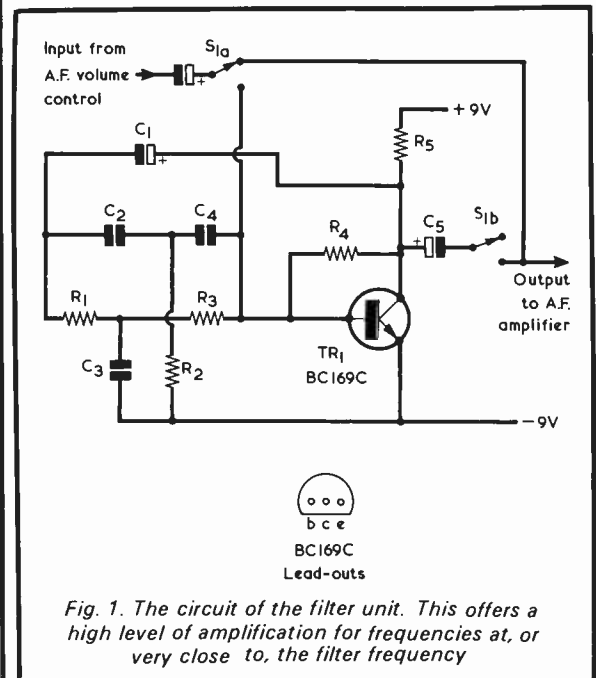 Input from
A.F. volume
control
S1a
+
C1
+
+9V
R5
C2
C4
R4
C5
+
S1b
R1
R3
Output
to A.F.
amplifier
C3
R2
TR1
BC169C
-9V
b c e
BC169C
Lead-outs
Fig. 1. The circuit of the filter unit. This offers a
high level of amplification for frequencies at, or
very close to, the filter frequency